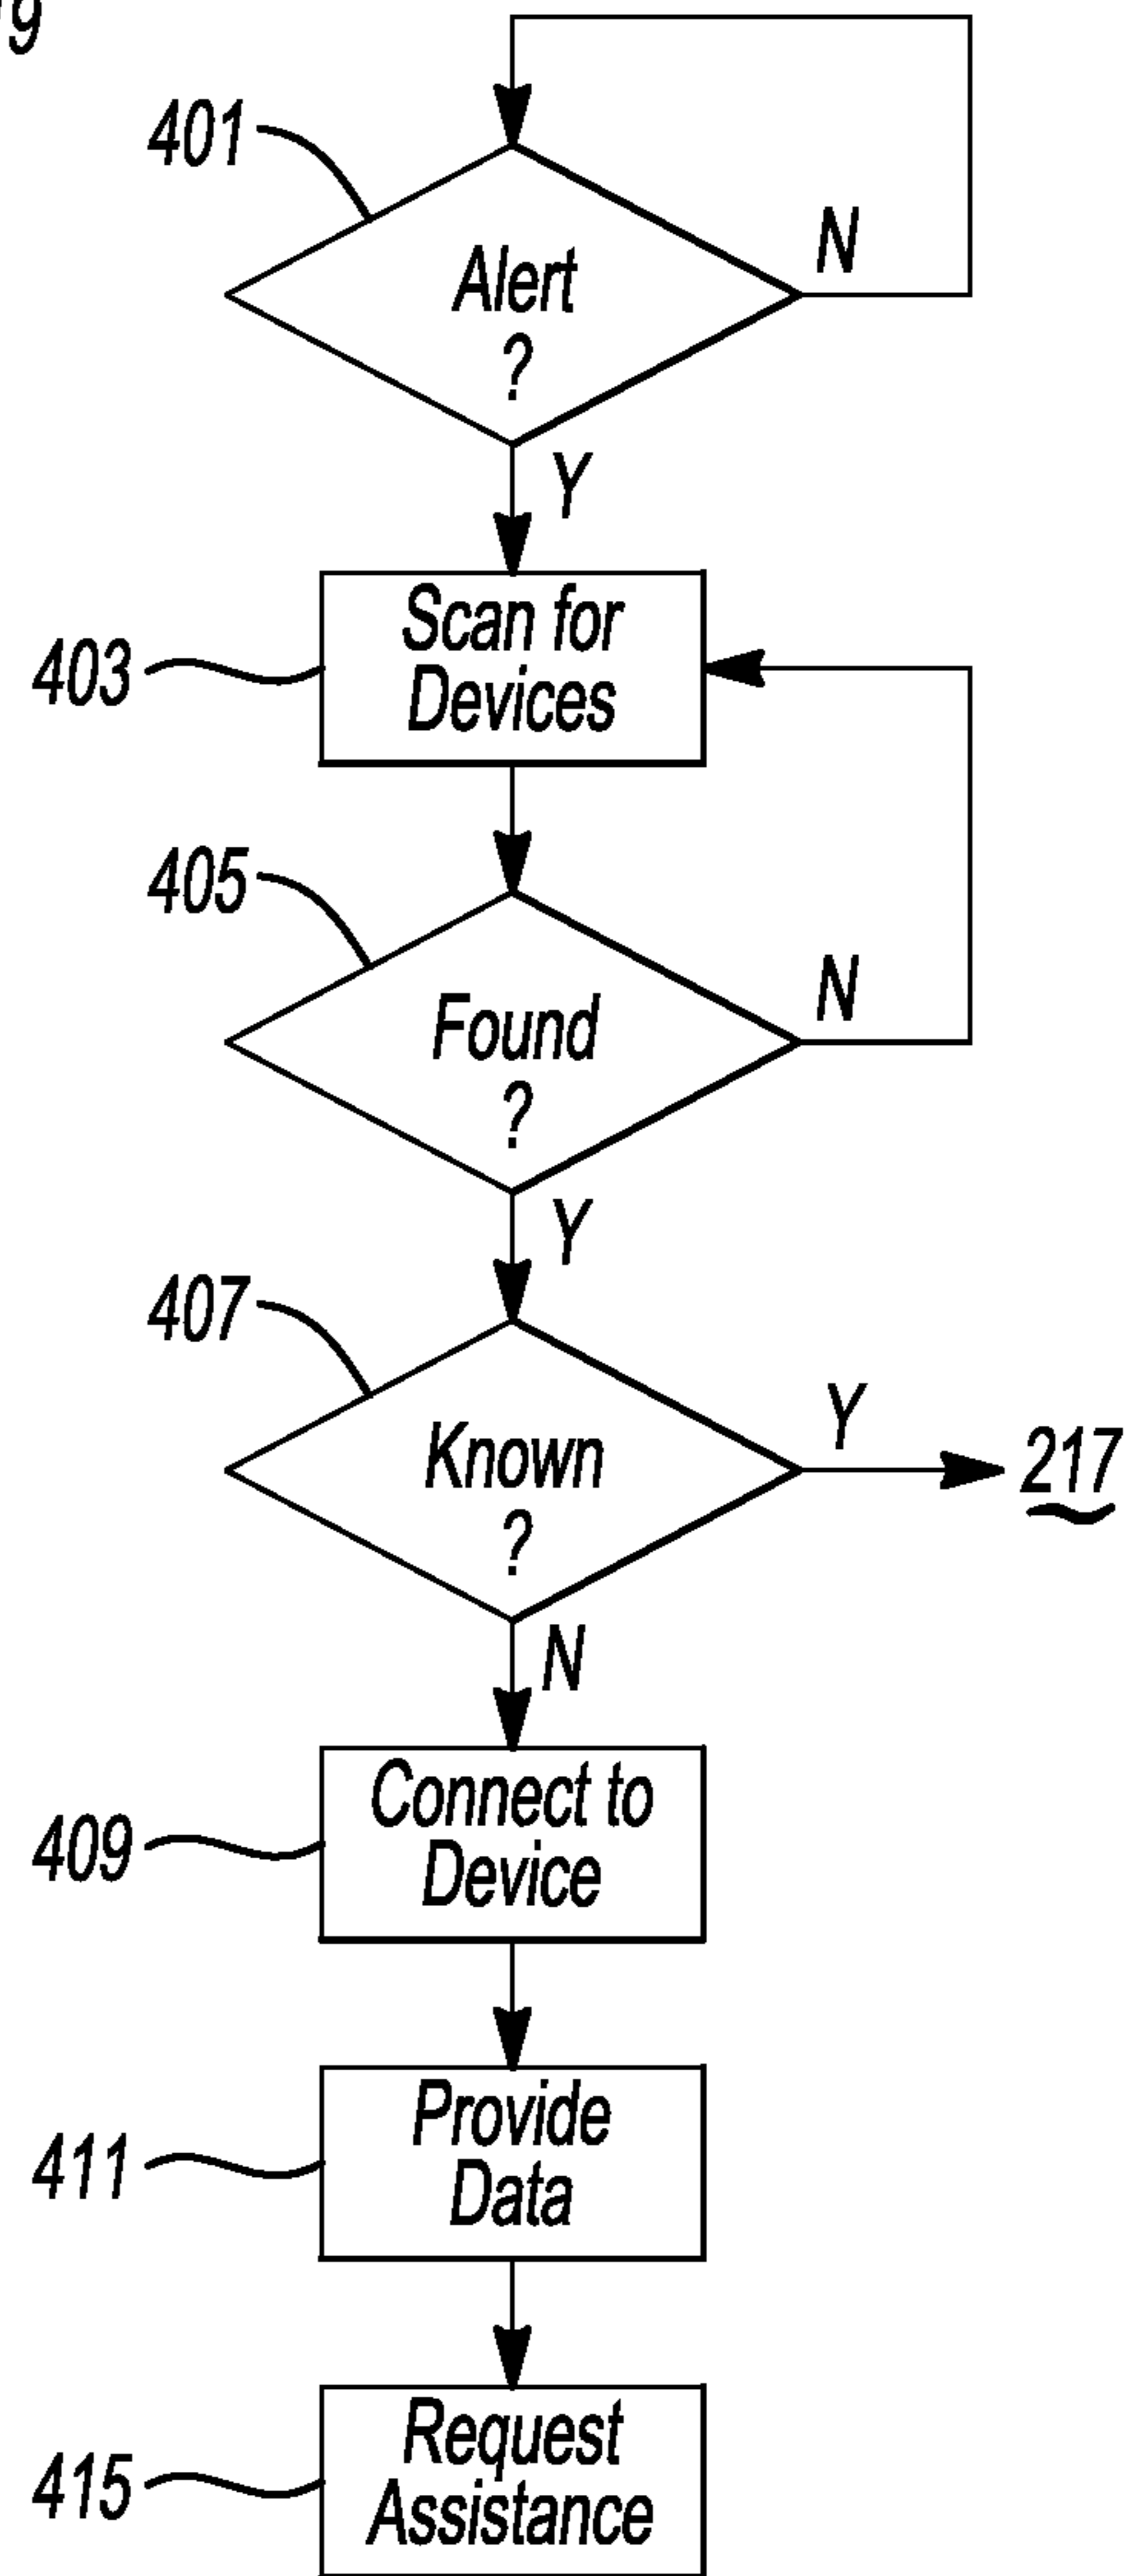 401
N
Alert
?
Y
Scan for
Devices
403
405
N
Found
?
Y
407
Y
217
Known
?
N
Connect to
Device
409
Provide
Data
411
Request
Assistance
415